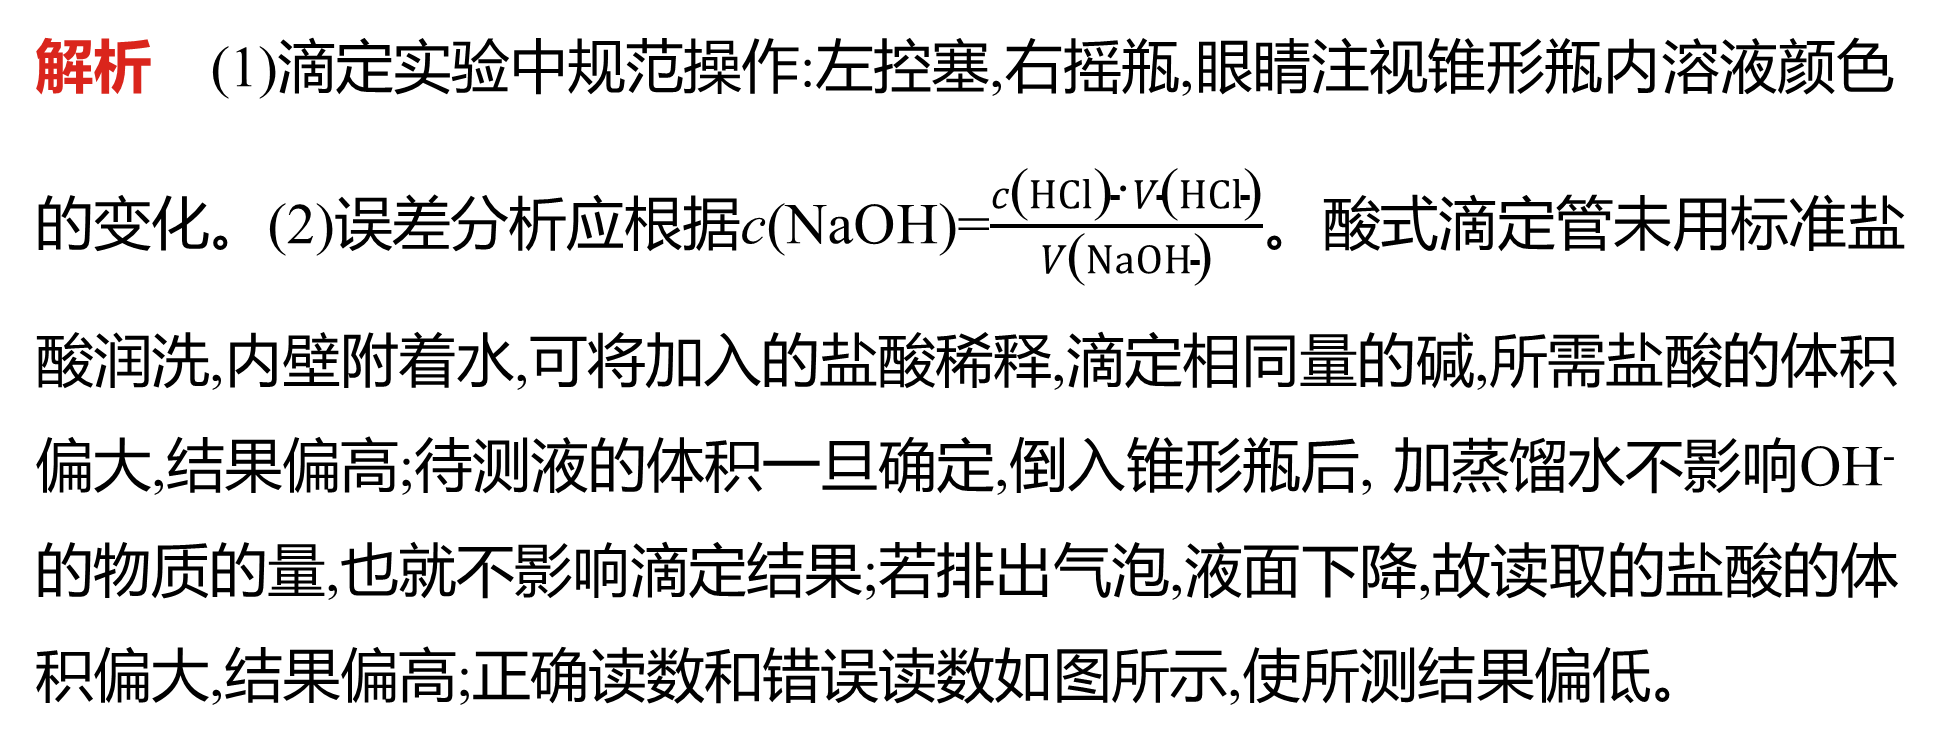 解析 (1)滴定实验中规范操作:左控塞,右摇瓶,眼睛注视锥形瓶内溶液颜色
的变化。(2)误差分析应根据c(NaOH)=\frac{c(HCl)·V(HCl)}{V(NaOH)}。酸式滴定管未用标准盐
酸润洗,内壁附着水,可将加入的盐酸稀释,滴定相同量的碱,所需盐酸的体积
偏大,结果偏高;待测液的体积一旦确定,倒入锥形瓶后, 加蒸馏水不影响OH⁻
的物质的量,也就不影响滴定结果;若排出气泡,液面下降,故读取的盐酸的体
积偏大,结果偏高;正确读数和错误读数如图所示,使所测结果偏低。